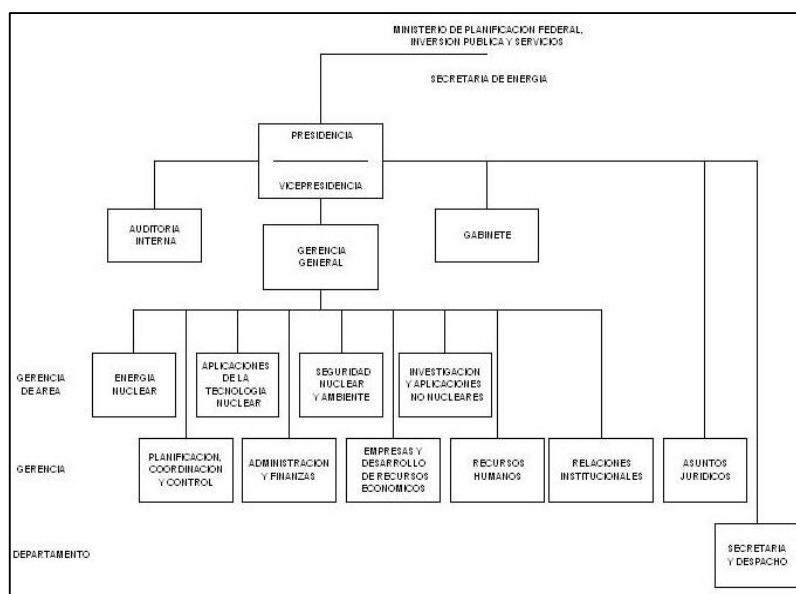 MINISTERIO DE PLANIFICACION FEDERAL,
INVERSION PUBLICA Y SERVICIOS
SECRETARIA DE ENERGIA
PRESIDENCIA
VICEPRESIDENCIA
AUDITORIA
INTERNA
GABINETE
GERENCIA
GENERAL
GERENCIA
DE AREA
ENERGIA
NUCLEAR
APLICACIONES
DE LA
TECNOLOGIA
NUCLEAR
SEGURIDAD
NUCLEAR
Y AMBIENTE
INVESTIGACION
Y APLICACIONES
NO NUCLEARES
GERENCIA
PLANIFICACION,
COORDINACION
Y CONTROL
ADMINISTRACION
Y FINANZAS
EMPRESAS Y
DESARROLLO
DE RECURSOS
ECONOMICOS
RECURSOS
HUMANOS
RELACIONES
INSTITUCIONALES
ASUNTOS
JURIDICOS
DEPARTAMENTO
SECRETARIA
Y DESPACHO